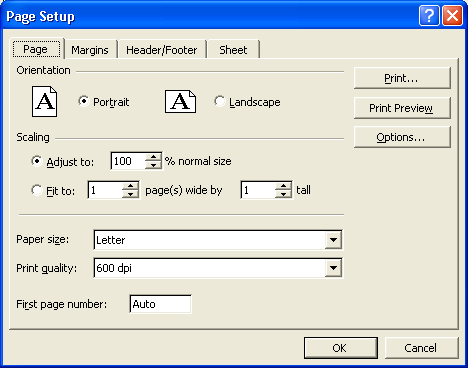 Page Setup
Page Margins Header/Footer Sheet
Orientation
A Portrait A Landscape
Print...
Print Preview
Options...
Scaling
Adjust to: 100 % normal size
Fit to: 1 page(s) wide by 1 tall
Paper size: Letter
Print quality: 600 dpi
First page number: Auto
OK Cancel